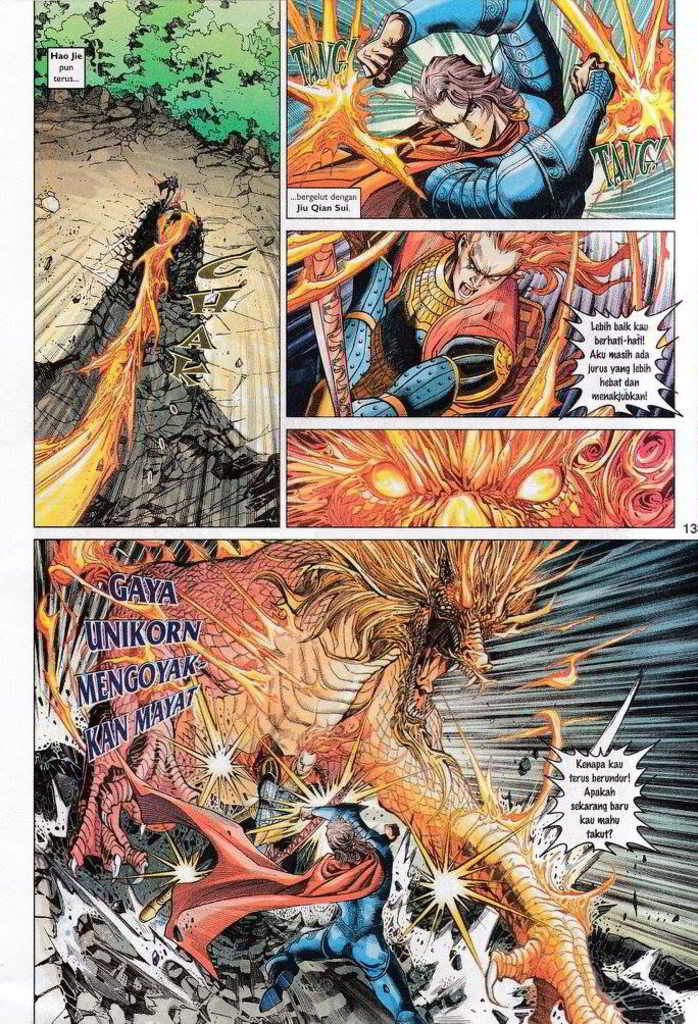 Hao Jie
pun
terus...
CHAK
TANG!
TANG!
...bergelut dengan
Jiu Qian Sui.
Lebih baik kau
berhati-hati!
Aku masih ada
jurus yang lebih
hebat dan
menakjubkan!
13
GAYA
UNIKORN
MENGOYAK-
KAN MAYAT
Kenapa kau
terus berundur!
Apakah
sekarang baru
kau mahu
takut?